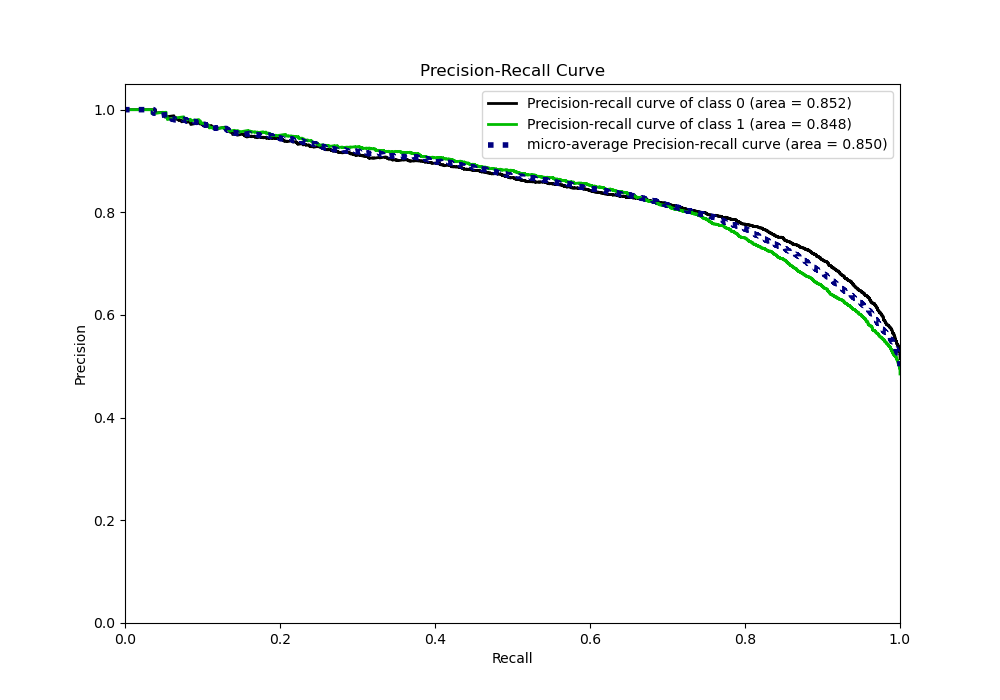 Precision-Recall Curve
Precision-recall curve of class 0 (area = 0.852)
Precision-recall curve of class 1 (area = 0.848)
micro-average Precision-recall curve (area = 0.850)
1.0
0.8
0.6
0.4
0.2
0.0
Precision
0.0 0.2 0.4 0.6 0.8 1.0
Recall